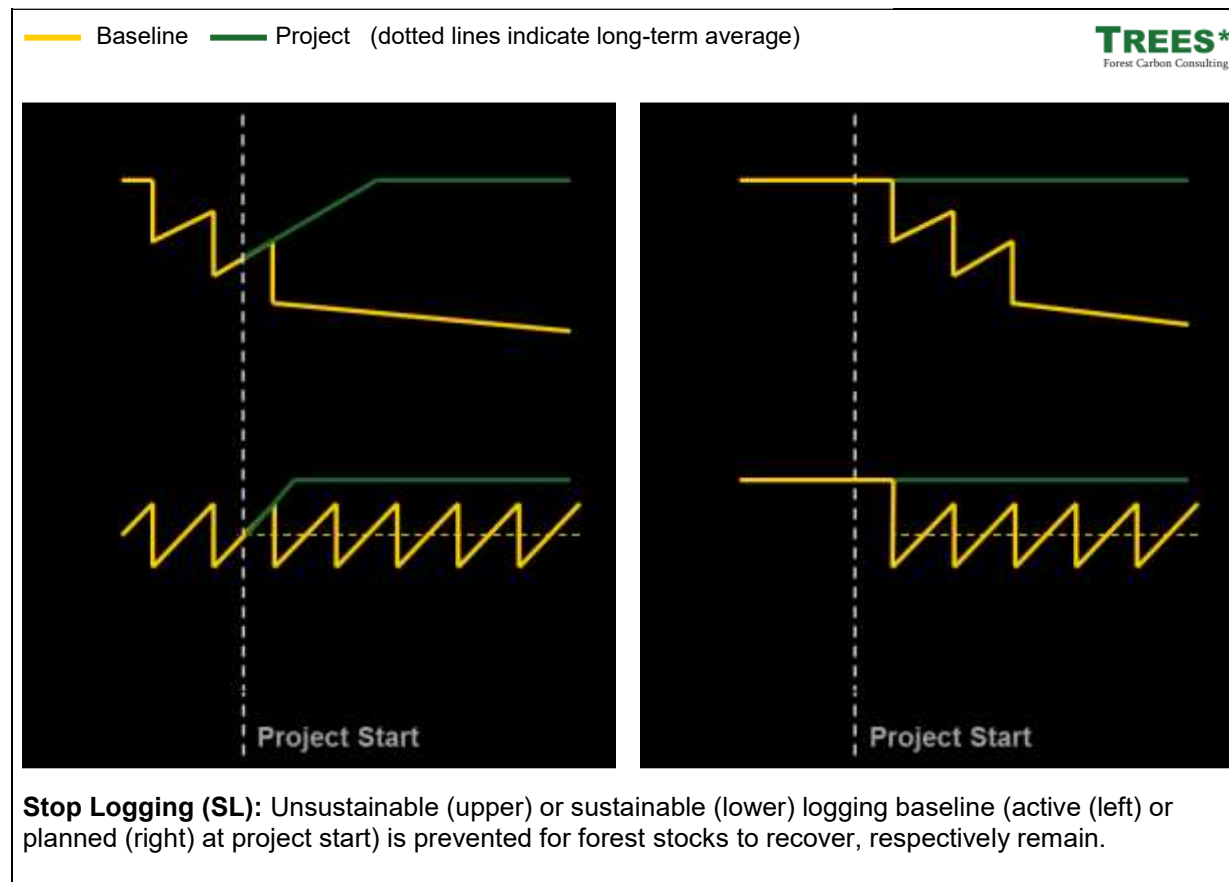 Baseline Project (dotted lines indicate long-term average)
TREES*
Forest Carbon Consulting
Project Start
Project Start
Stop Logging (SL): Unsustainable (upper) or sustainable (lower) logging baseline (active (left) or
planned (right) at project start) is prevented for forest stocks to recover, respectively remain.